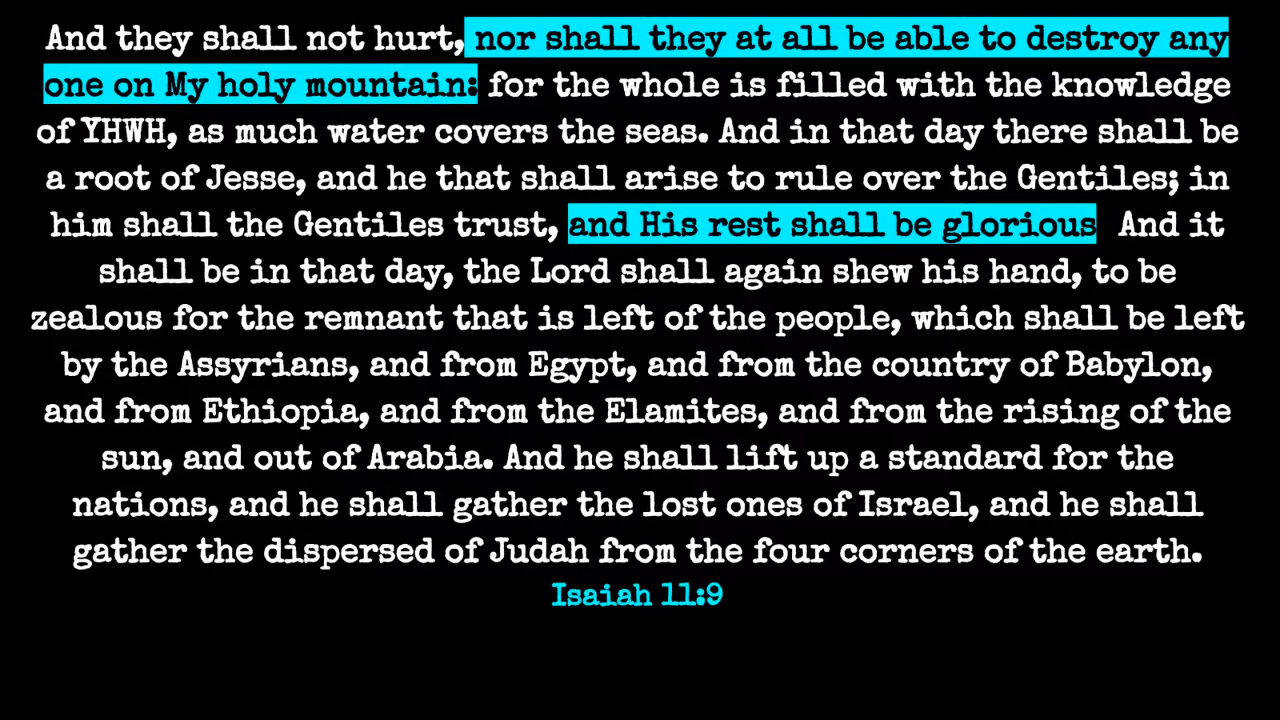 And they shall not hurt, nor shall they at all be able to destroy any
one on My holy mountain: for the whole is filled with the knowledge
of YHWH, as much water covers the seas. And in that day there shall be
a root of Jesse, and he that shall arise to rule over the Gentiles; in
him shall the Gentiles trust, and His rest shall be glorious And it
shall be in that day, the Lord shall again shew his hand, to be
zealous for the remnant that is left of the people, which shall be left
by the Assyrians, and from Egypt, and from the country of Babylon,
and from Ethiopia, and from the Elamites, and from the rising of the
sun, and out of Arabia. And he shall lift up a standard for the
nations, and he shall gather the lost ones of Israel, and he shall
gather the dispersed of Judah from the four corners of the earth.
Isaiah 11:9